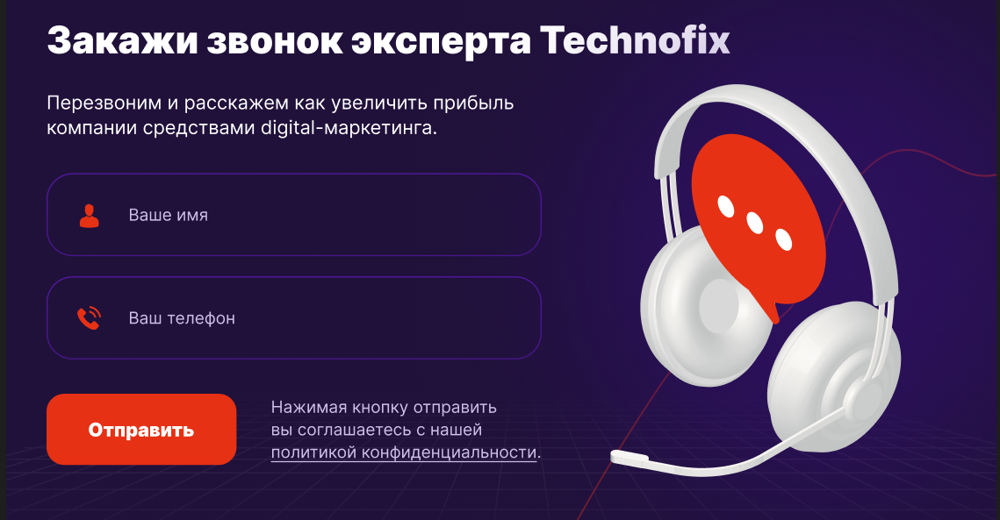 Закажи звонок эксперта Technofix
Перезвоним и расскажем как увеличить прибыль
компании средствами digital-маркетинга.
Ваше имя
Ваш телефон
Отправить
Нажимая кнопку отправить
вы соглашаетесь с нашей
политикой конфиденциальности.